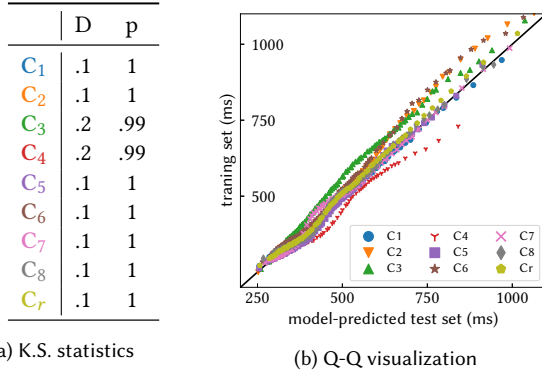 D p
C1 .1 1
C2 .1 1
C3 .2 .99
C4 .2 .99
C5 .1 1
C6 .1 1
C7 .1 1
C8 .1 1
Cr .1 1
a) K.S. statistics
traning set (ms)
1000
750
500
250 500 750 1000
C1 C4 C7
C2 C5 C8
C3 C6 Cr
model-predicted test set (ms)
(b) Q-Q visualization